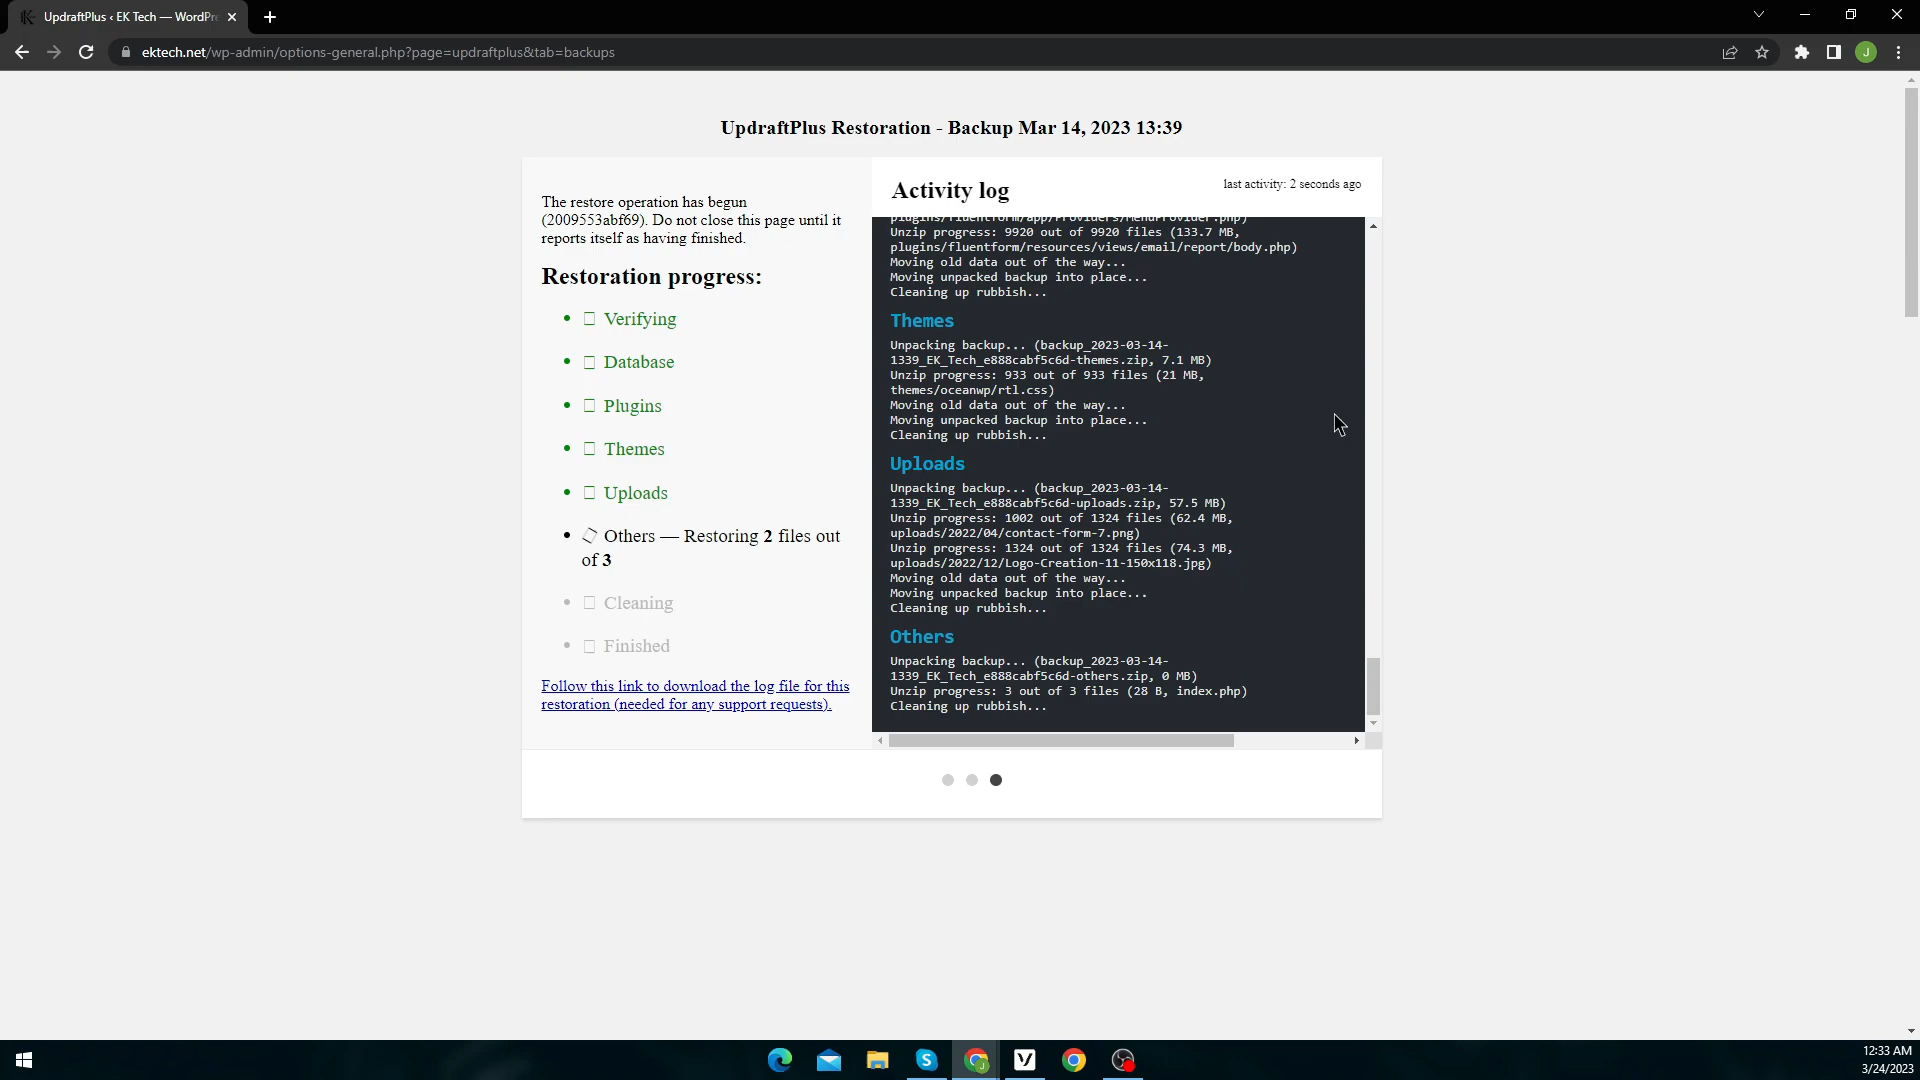 UpdraftPlus ‹ EK Tech — WordPre
ektech.net/wp-admin/options-general.php?page=updraftplus&tab=backups
J
UpdraftPlus Restoration - Backup Mar 14, 2023 13:39
The restore operation has begun
(2009553abf69). Do not close this page until it
reports itself as having finished.
Restoration progress:
Verifying
Database
Plugins
Themes
Uploads
Others — Restoring 2 files out
of 3
Cleaning
Finished
Follow this link to download the log file for this
restoration (needed for any support requests).
Activity log
last activity: 2 seconds ago
plugins/fluentform/app/Providers/MenuProvider.php)
Unzip progress: 9920 out of 9920 files (133.7 MB,
plugins/fluentform/resources/views/email/report/body.php)
Moving old data out of the way...
Moving unpacked backup into place...
Cleaning up rubbish...
Themes
Unpacking backup... (backup_2023-03-14-
1339_EK_Tech_e888cabf5c6d-themes.zip, 7.1 MB)
Unzip progress: 933 out of 933 files (21 MB,
themes/oceanwp/rtl.css)
Moving old data out of the way...
Moving unpacked backup into place...
Cleaning up rubbish...
Uploads
Unpacking backup... (backup_2023-03-14-
1339_EK_Tech_e888cabf5c6d-uploads.zip, 57.5 MB)
Unzip progress: 1002 out of 1324 files (62.4 MB,
uploads/2022/04/contact-form-7.png)
Unzip progress: 1324 out of 1324 files (74.3 MB,
uploads/2022/12/Logo-Creation-11-150x118.jpg)
Moving old data out of the way...
Moving unpacked backup into place...
Cleaning up rubbish...
Others
Unpacking backup... (backup_2023-03-14-
1339_EK_Tech_e888cabf5c6d-others.zip, 0 MB)
Unzip progress: 3 out of 3 files (28 B, index.php)
Cleaning up rubbish...
12:33 AM
3/24/2023